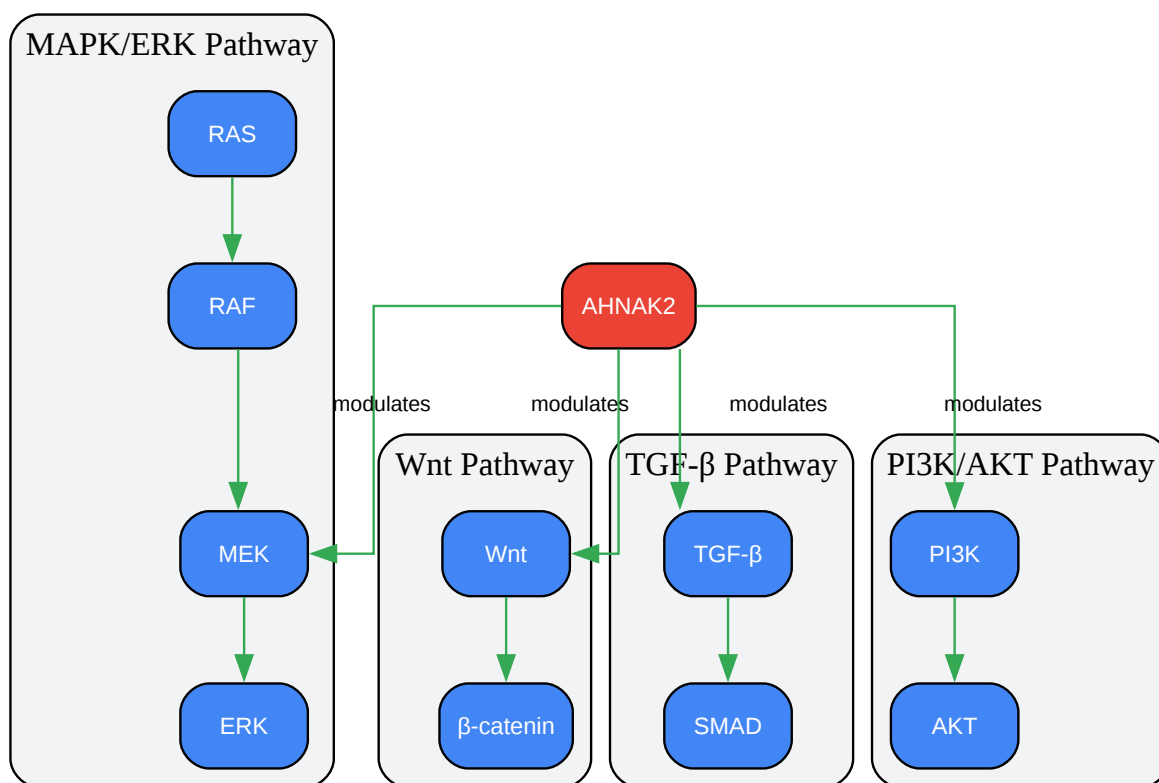 MAPK/ERK Pathway
RAS
RAF
AHNAK2
modulates
modulates
modulates
modulates
Wnt Pathway
TGF-β Pathway
PI3K/AKT Pathway
MEK
Wnt
TGF-β
PI3K
ERK
β-catenin
SMAD
AKT